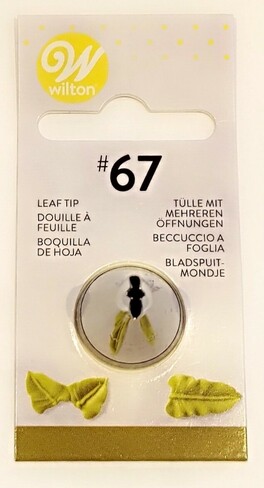 wilton
#67
LEAF TIP
DOUILLE À
FEUILLE
BOQUILLA
DE HOJA
TÜLLE MIT
MEHREREN
ÖFFNUNGEN
BECCUCCIO A
FOGLIA
BLADSPUIT-
MONDJE